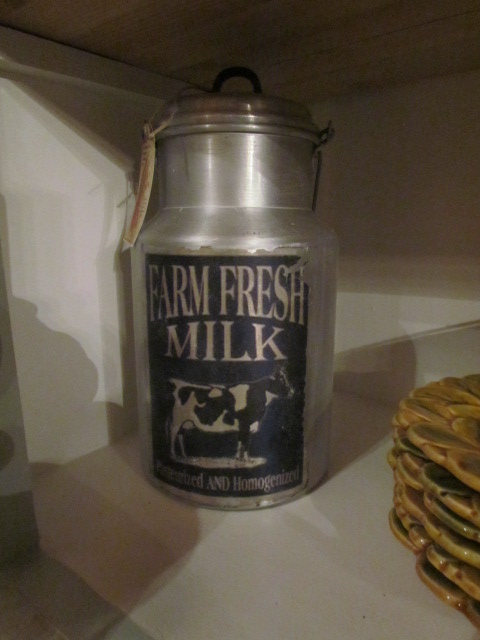 FARM FRESH
MILK
Pasteurized AND Homogenized